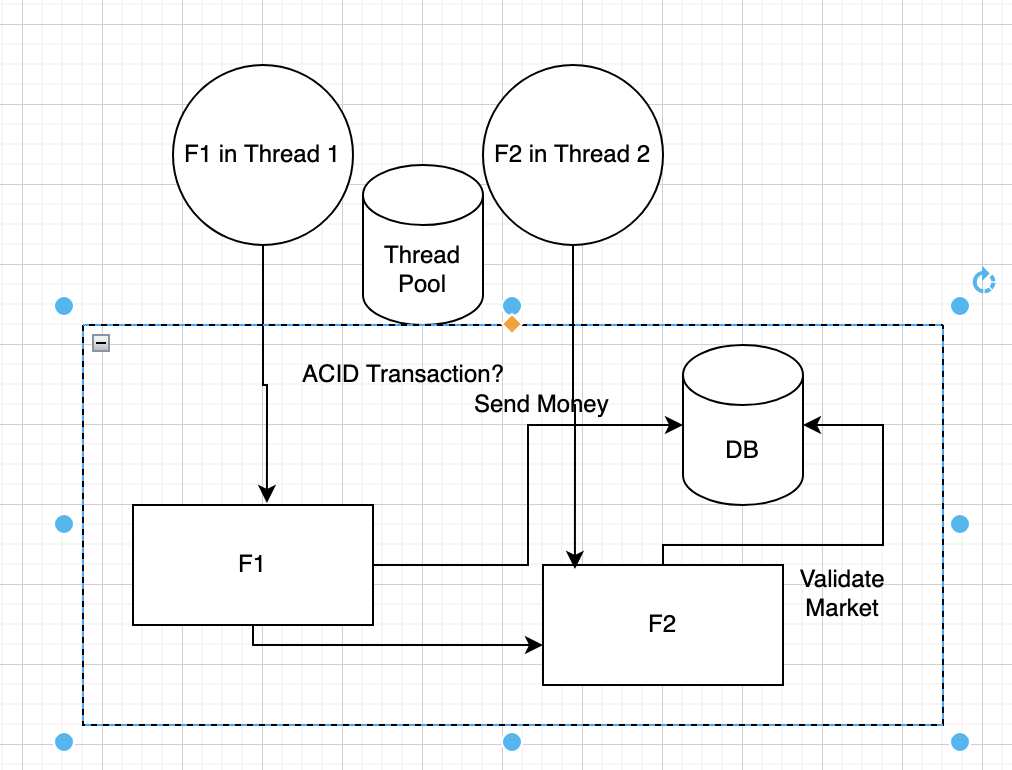 F1 in Thread 1
F2 in Thread 2
Thread
Pool
ACID Transaction?
Send Money
DB
F1
Validate
Market
F2